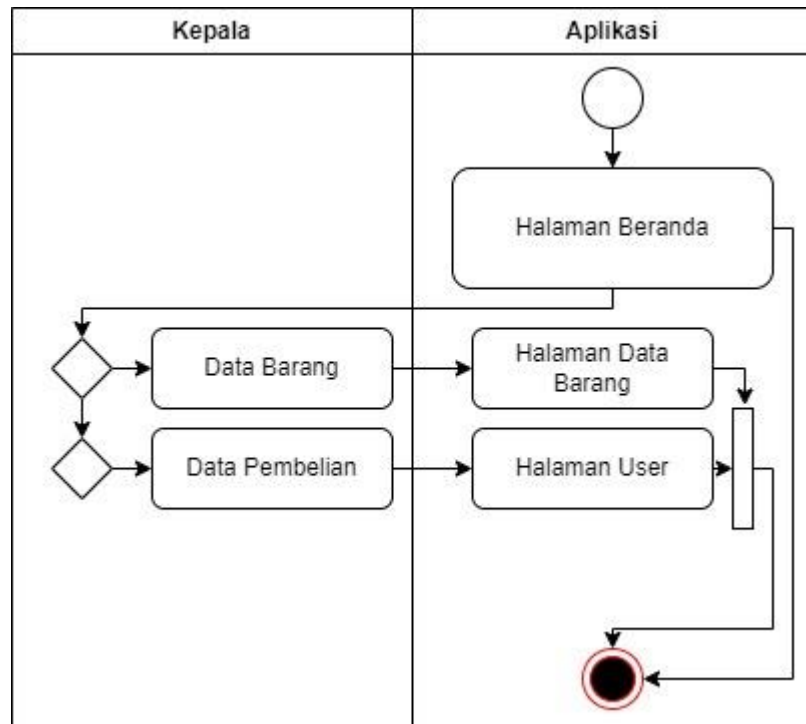 Kepala
Aplikasi
Halaman Beranda
Data Barang
Halaman Data
Barang
Data Pembelian
Halaman User